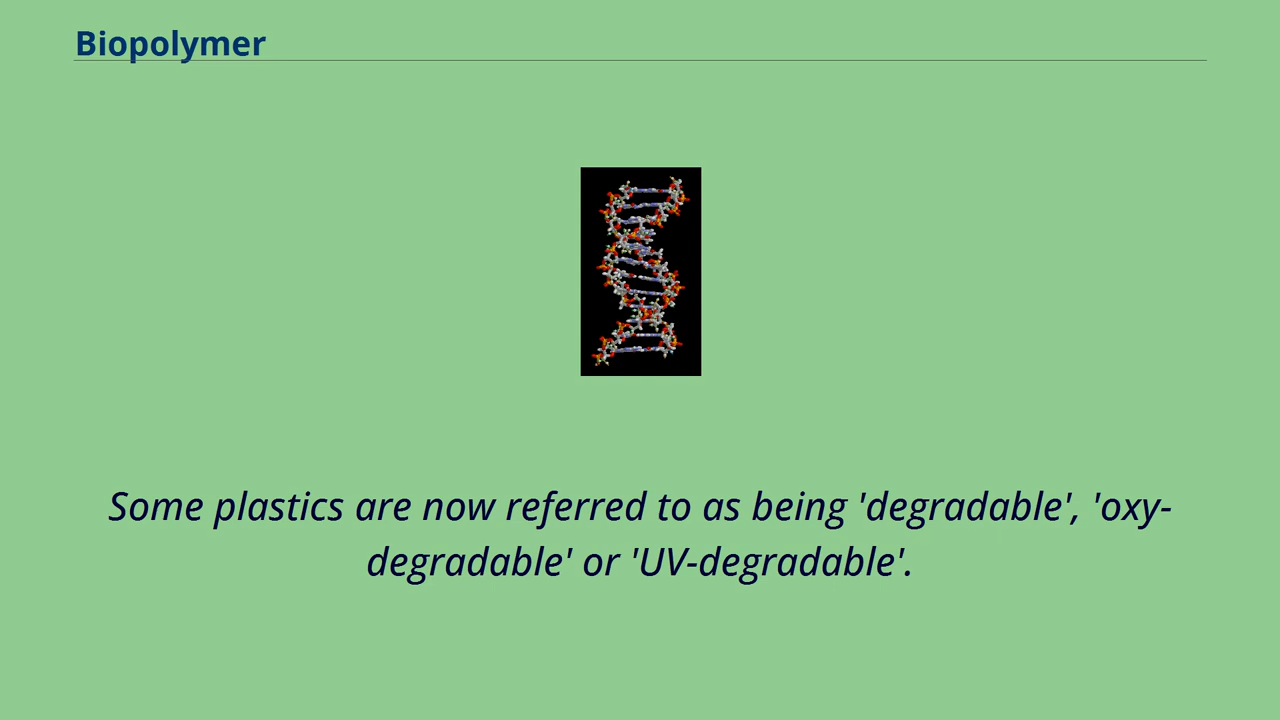 Biopolymer
Some plastics are now referred to as being 'degradable', 'oxy-
degradable' or 'UV-degradable'.